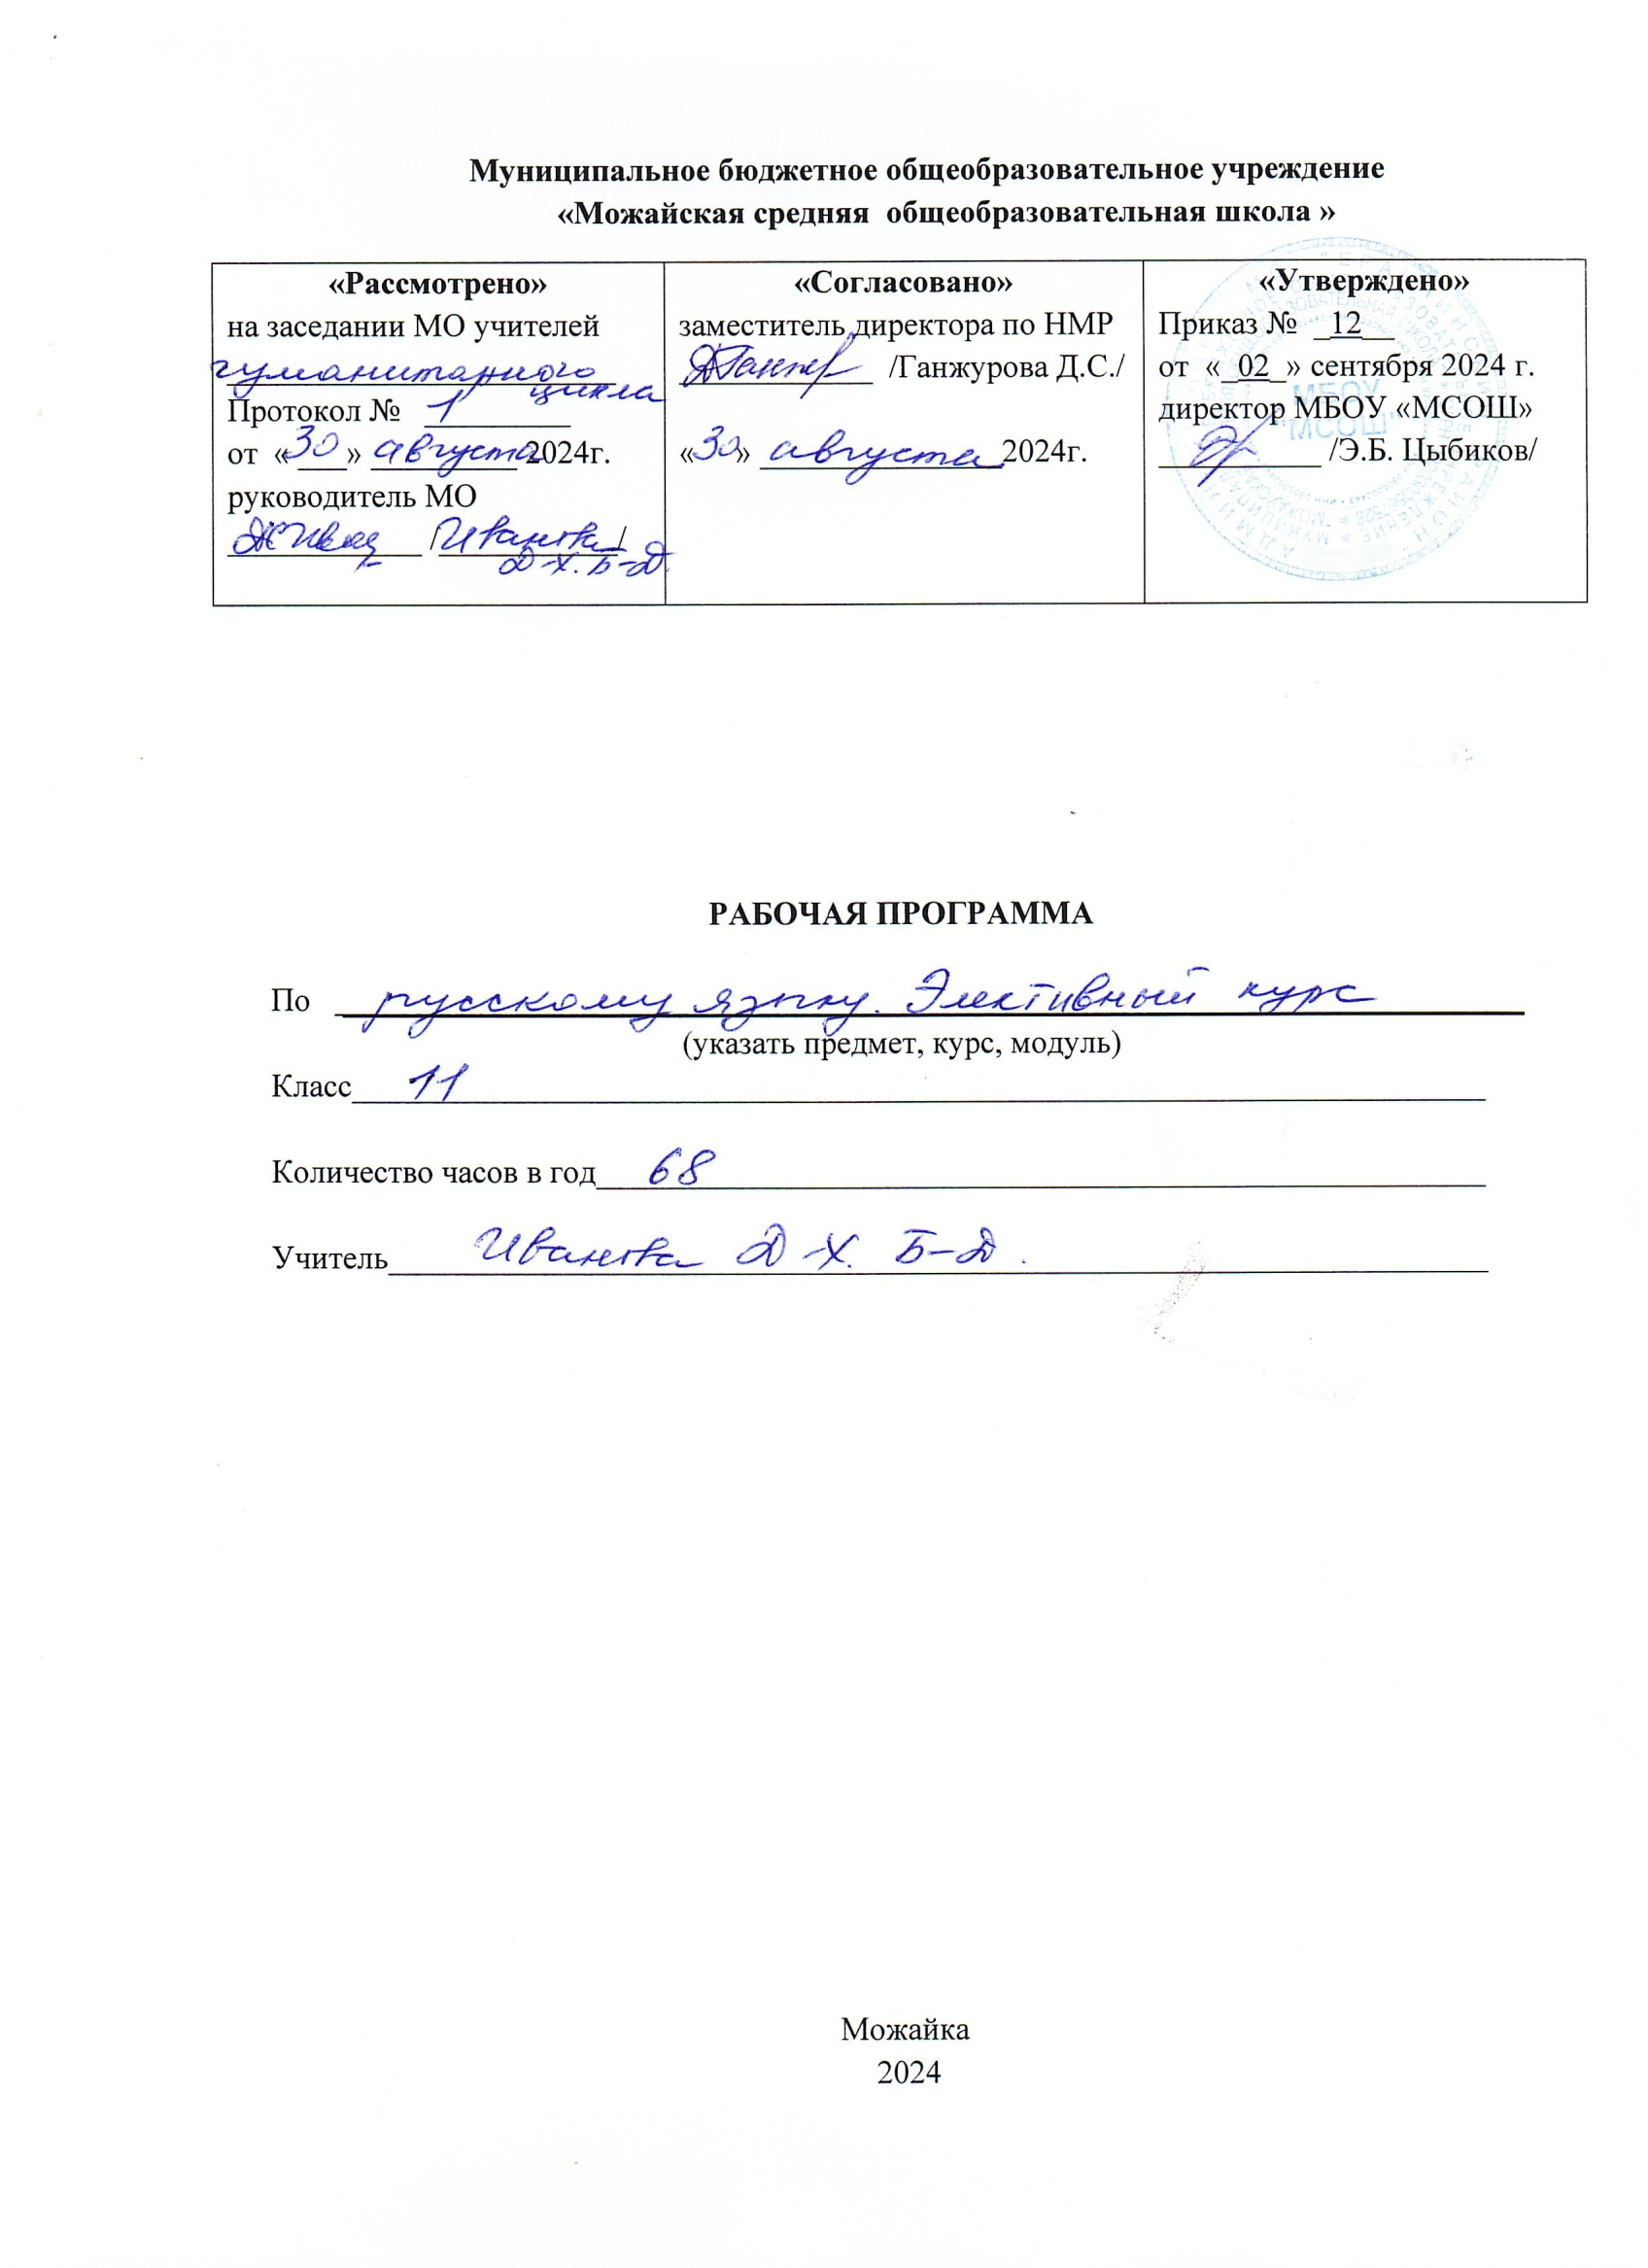 Муниципальное бюджетное общеобразовательное учреждение
«Можайская средняя общеобразовательная школа »
«Рассмотрено»
на заседании МО учителей
гуманитарного
цикла
Протокол № 1
от «30» августа 2024г.
руководитель МО
/Иванова/
Д-Х. Б-Д.
«Согласовано»
заместитель директора по НМР
/Ганжурова Д.С./
«30» августа 2024г.
«Утверждено»
Приказ № 12
от «02» сентября 2024 г.
директор МБОУ «МСОШ»
/Э.Б. Цыбиков/
МБОУ
"МСОШ"
РАБОЧАЯ ПРОГРАММА
По русскому языку. Элективный курс
(указать предмет, курс, модуль)
Класс 11
Количество часов в год 68
Учитель Иванова Д-Х. Б-Д.
Можайка
2024